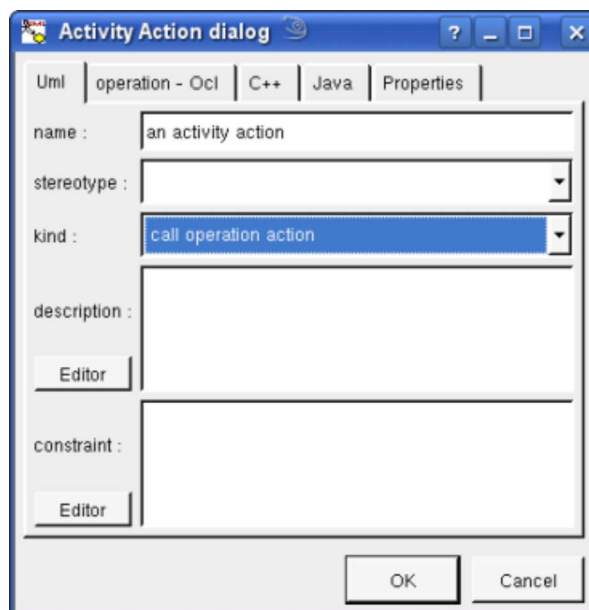 Activity Action dialog
Uml operation - Ocl C++ Java Properties
name : an activity action
stereotype :
kind : call operation action
description :
Editor
constraint :
Editor
OK Cancel